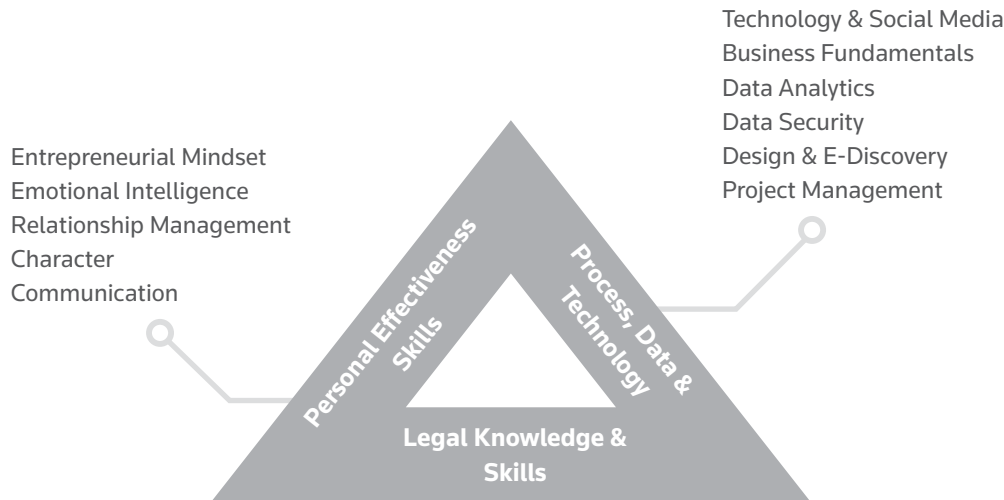 Technology & Social Media
Business Fundamentals
Data Analytics
Data Security
Design & E-Discovery
Project Management
Entrepreneurial Mindset
Emotional Intelligence
Relationship Management
Character
Communication
Personal Effectiveness
Skills
Process, Data &
Technology
Legal Knowledge &
Skills